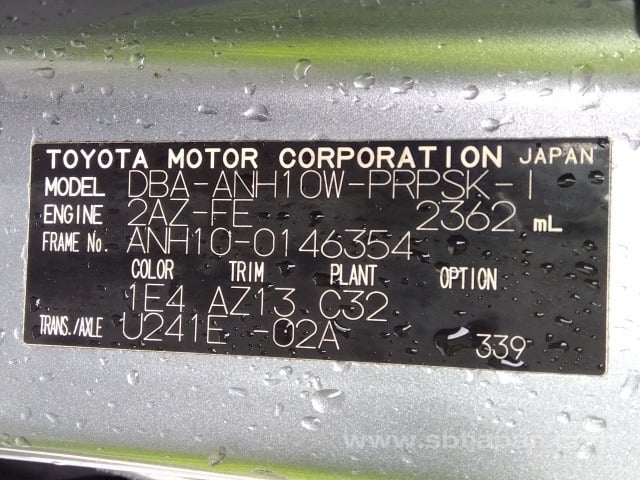 TOYOTA MOTOR CORPORATION JAPAN
MODEL DBA-ANH10W-PRPSK-I
ENGINE 2AZ-FE 2362 mL
FRAME No. ANH10-0146354
COLOR TRIM PLANT OPTION
1E4 AZ13 C32
TRANS./AXLE U241E -02A 339